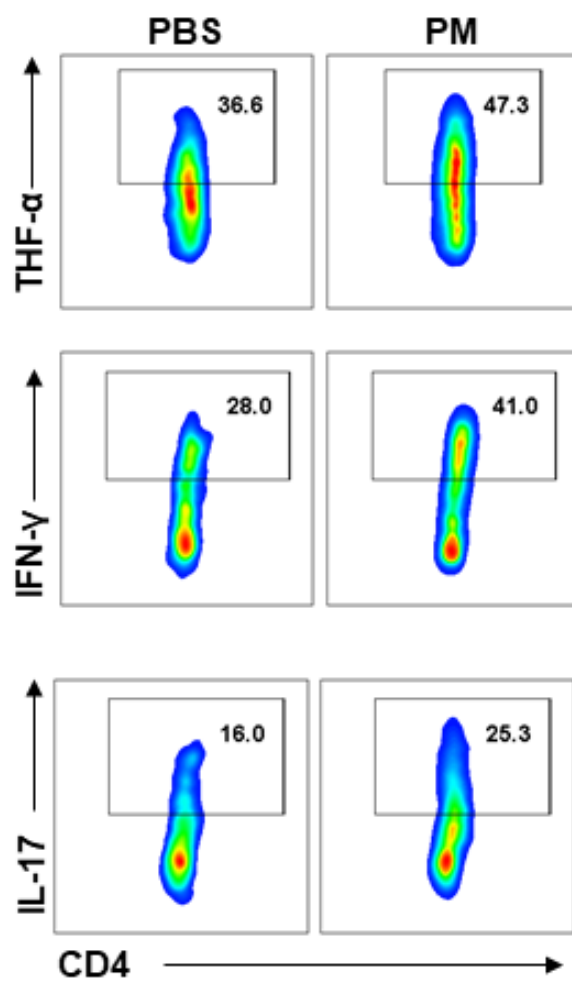 PBS PM
THF-α
36.6 47.3
IFN-γ
28.0 41.0
IL-17
16.0 25.3
CD4